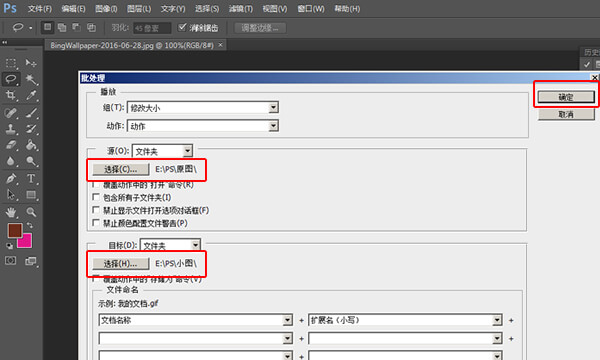 Ps 文件(F) 编辑(E) 图像(I) 图层(L) 文字(Y) 选择(S) 滤镜(T) 视图(V) 窗口(W) 帮助(H)
羽化: 消除锯齿 调整边缘...
BingWallpaper-2016-06-28.jpg @ 100%(RGB/8#)
历史
批处理
播放
组(T): 修改大小
确定
动作: 动作
取消
源(O): 文件夹
选择(C)... E:\PS\原图\
覆盖动作中的"打开"命令(R)
包含所有子文件夹(I)
禁止显示文件打开选项对话框(F)
禁止颜色配置文件警告(P)
目标(D): 文件夹
选择(H)... E:\PS\小图\
覆盖动作中的"存储为"命令(V)
文件命名
示例: 我的文档.gif
文档名称 + 扩展名（小写） +
+ +
+